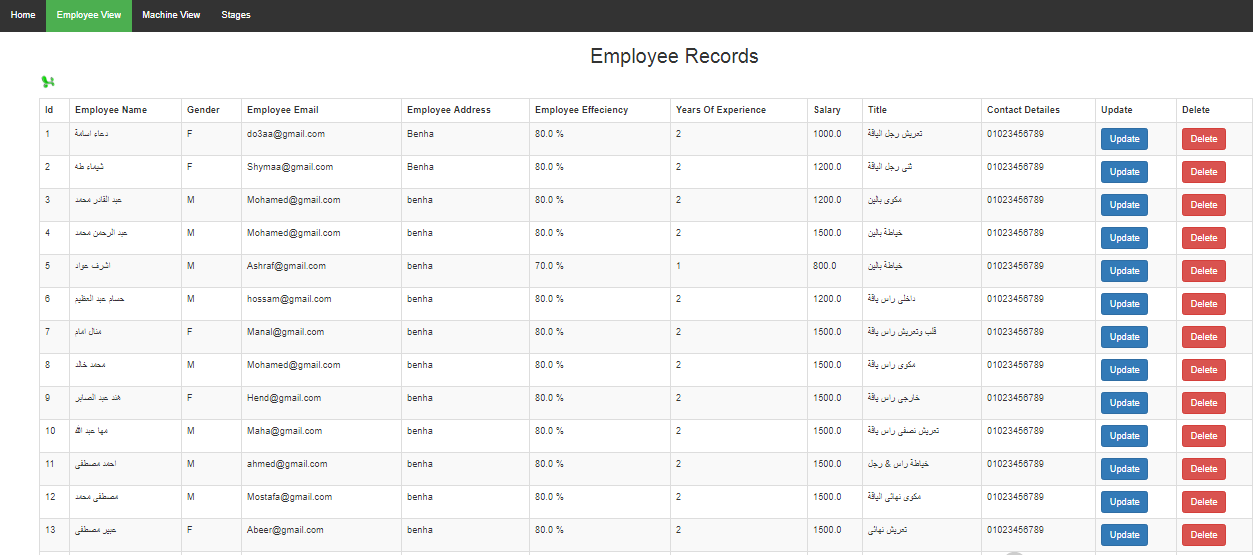 Home Employee View Machine View Stages
Employee Records
Id Employee Name Gender Employee Email Employee Address Employee Effeciency Years Of Experience Salary Title Contact Detailes Update Delete
1 دعاء اسامة F do3aa@gmail.com Benha 80.0 % 2 1000.0 تعريش رجل الياقة 01023456789 Update Delete
2 شيماء طه F Shymaa@gmail.com Benha 80.0 % 2 1200.0 ثنى رجل الياقة 01023456789 Update Delete
3 عبد القادر محمد M Mohamed@gmail.com benha 80.0 % 2 1200.0 مكوى بالين 01023456789 Update Delete
4 عبد الرحمن محمد M Mohamed@gmail.com benha 80.0 % 2 1500.0 خياطة بالين 01023456789 Update Delete
5 اشرف عواد M Ashraf@gmail.com benha 70.0 % 1 800.0 خياطة بالين 01023456789 Update Delete
6 حسام عبد العظيم M hossam@gmail.com benha 80.0 % 2 1200.0 داخلى راس ياقة 01023456789 Update Delete
7 منال امام F Manal@gmail.com benha 80.0 % 2 1500.0 قلب وتعريش راس ياقة 01023456789 Update Delete
8 محمد خالد M Mohamed@gmail.com benha 80.0 % 2 1500.0 مكوى راس ياقة 01023456789 Update Delete
9 هند عبد الصابر F Hend@gmail.com benha 80.0 % 2 1500.0 خارجى راس ياقة 01023456789 Update Delete
10 مها عبد الله M Maha@gmail.com benha 80.0 % 2 1500.0 تعريش نصفى راس ياقة 01023456789 Update Delete
11 احمد مصطفى M ahmed@gmail.com benha 80.0 % 2 1500.0 خياطة راس & رجل 01023456789 Update Delete
12 مصطفى محمد M Mostafa@gmail.com benha 80.0 % 2 1500.0 مكوى نهائى الياقة 01023456789 Update Delete
13 عبير مصطفى F Abeer@gmail.com benha 80.0 % 2 1500.0 تعريش نهائى 01023456789 Update Delete